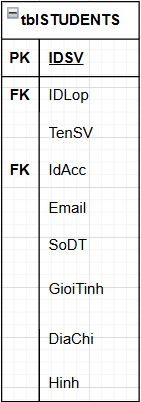 tblSTUDENTS
PK IDSV
FK IDLop
TenSV
FK IdAcc
Email
SoDT
GioiTinh
DiaChi
Hinh